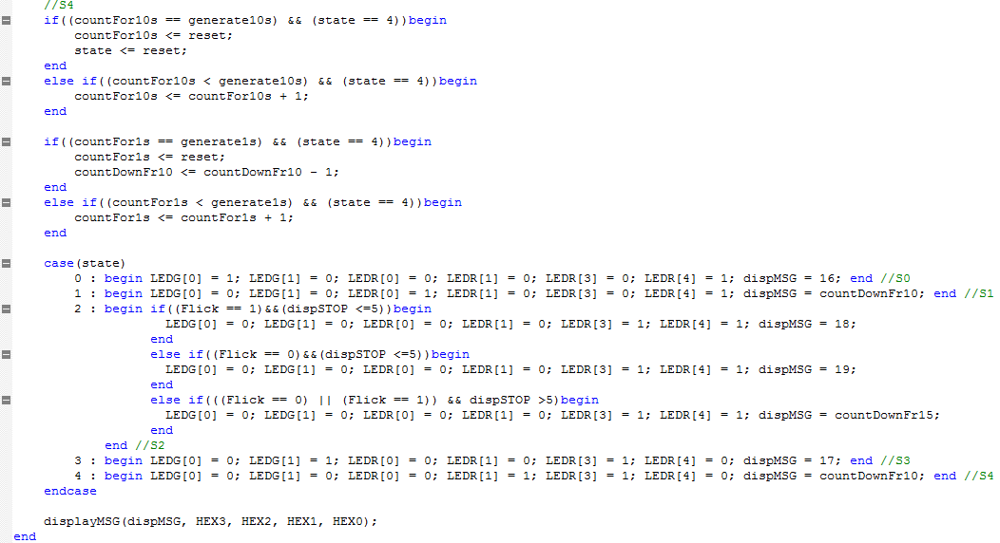 //S4
if((countFor10s == generate10s) && (state == 4))begin
countFor10s <= reset;
state <= reset;
end
else if((countFor10s < generate10s) && (state == 4))begin
countFor10s <= countFor10s + 1;
end
if((countFor1s == generate1s) && (state == 4))begin
countFor1s <= reset;
countDownFr10 <= countDownFr10 - 1;
end
else if((countFor1s < generate1s) && (state == 4))begin
countFor1s <= countFor1s + 1;
end
case(state)
0 : begin LEDG[0] = 1; LEDG[1] = 0; LEDR[0] = 0; LEDR[1] = 0; LEDR[3] = 0; LEDR[4] = 1; dispMSG = 16; end //S0
1 : begin LEDG[0] = 0; LEDG[1] = 0; LEDR[0] = 1; LEDR[1] = 0; LEDR[3] = 0; LEDR[4] = 1; dispMSG = countDownFr10; end //S1
2 : begin if((Flick == 1)&&(dispSTOP <=5))begin
LEDG[0] = 0; LEDG[1] = 0; LEDR[0] = 0; LEDR[1] = 0; LEDR[3] = 1; LEDR[4] = 1; dispMSG = 18;
end
else if((Flick == 0)&&(dispSTOP <=5))begin
LEDG[0] = 0; LEDG[1] = 0; LEDR[0] = 0; LEDR[1] = 0; LEDR[3] = 1; LEDR[4] = 1; dispMSG = 19;
end
else if(((Flick == 0) || (Flick == 1)) && dispSTOP >5)begin
LEDG[0] = 0; LEDG[1] = 0; LEDR[0] = 0; LEDR[1] = 0; LEDR[3] = 1; LEDR[4] = 1; dispMSG = countDownFr15;
end
end //S2
3 : begin LEDG[0] = 0; LEDG[1] = 1; LEDR[0] = 0; LEDR[1] = 0; LEDR[3] = 1; LEDR[4] = 0; dispMSG = 17; end //S3
4 : begin LEDG[0] = 0; LEDG[1] = 0; LEDR[0] = 0; LEDR[1] = 1; LEDR[3] = 1; LEDR[4] = 0; dispMSG = countDownFr10; end //S4
endcase
displayMSG(dispMSG, HEX3, HEX2, HEX1, HEX0);
end